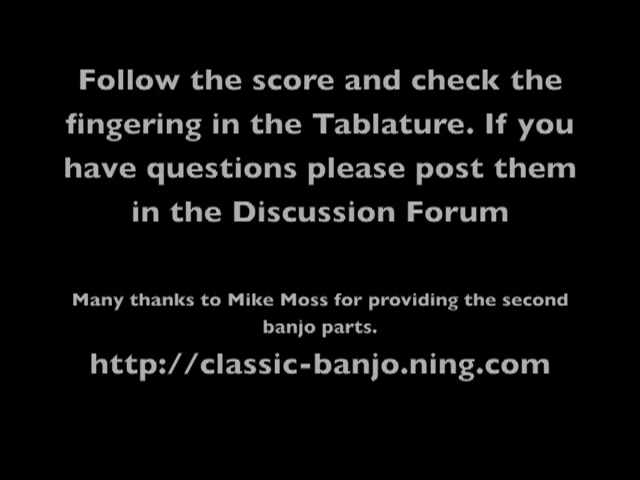 Follow the score and check the
fingering in the Tablature. If you
have questions please post them
in the Discussion Forum
Many thanks to Mike Moss for providing the second
banjo parts.
http://classic-banjo.ning.com